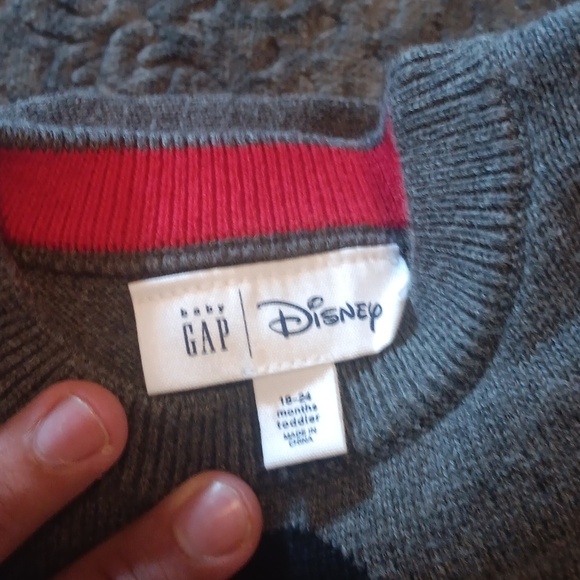 baby
GAP
Disney
18-24
months
toddler
MADE IN
CHINA